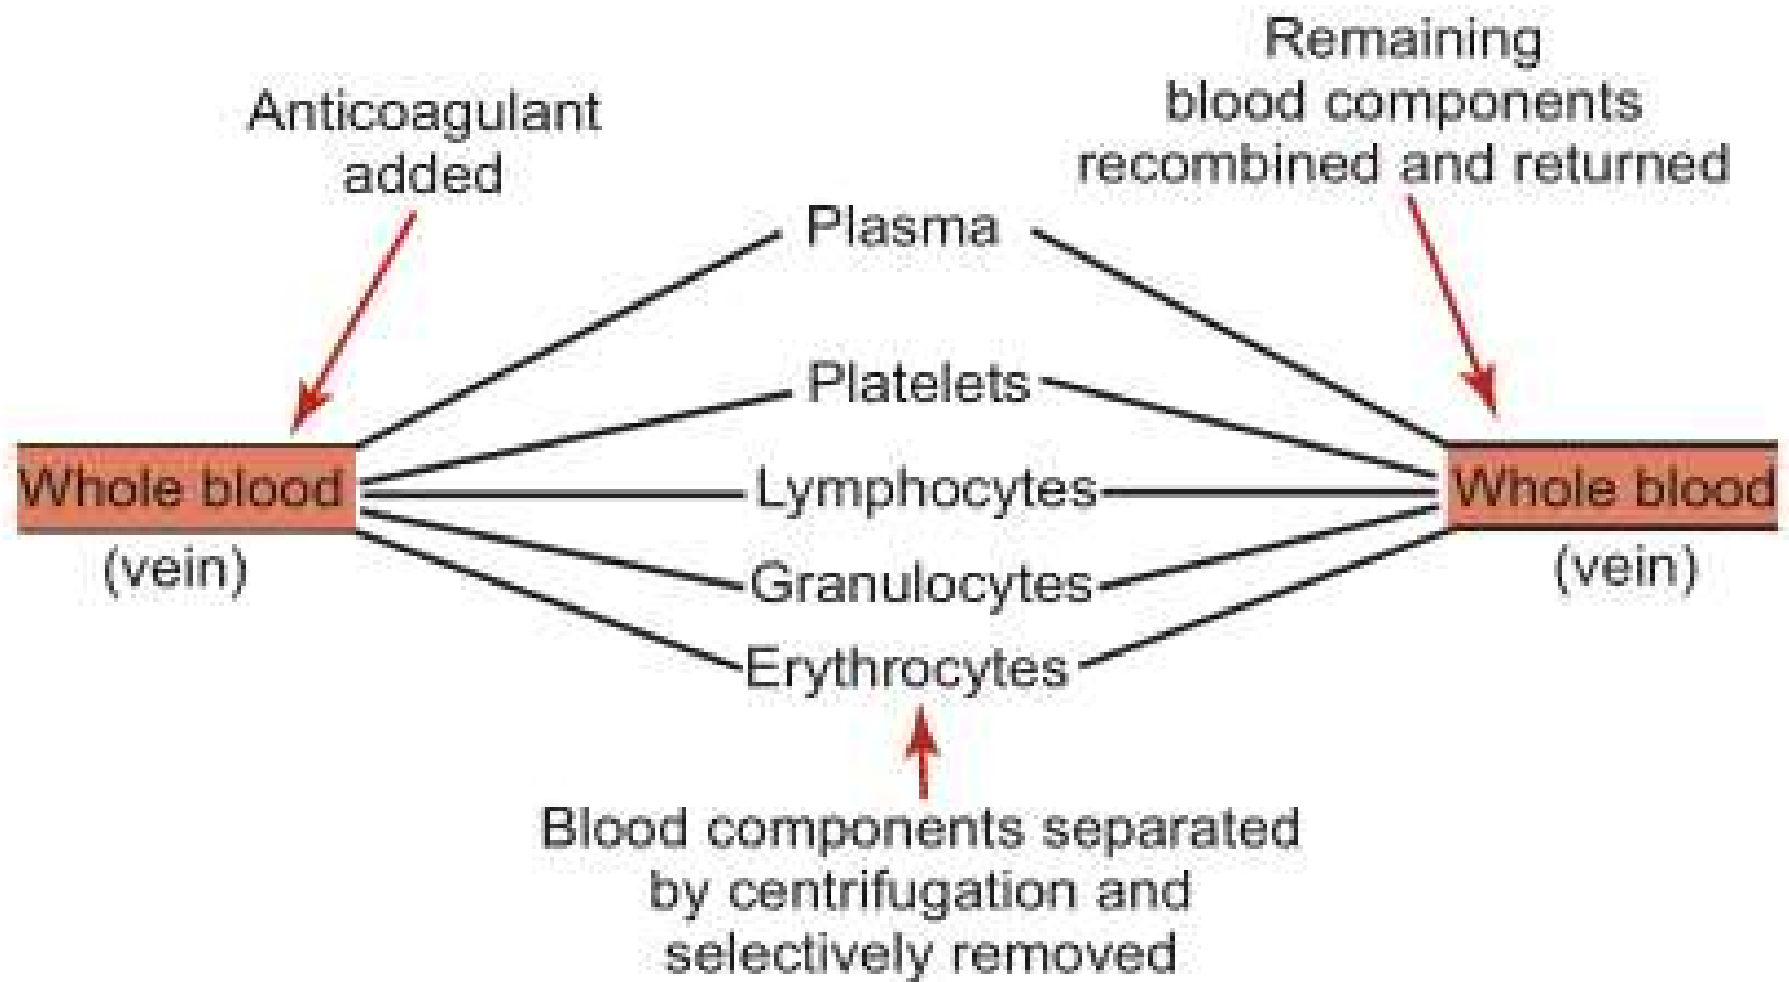 Anticoagulant
added
Remaining
blood components
recombined and returned
Plasma
Platelets
Whole blood
(vein)
Lymphocytes
Whole blood
(vein)
Granulocytes
Erythrocytes
Blood components separated
by centrifugation and
selectively removed